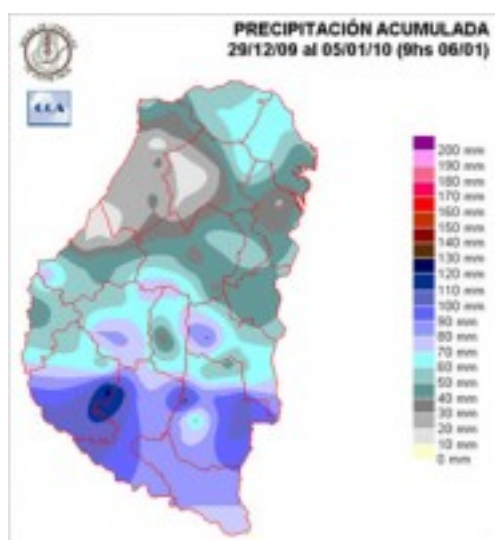 PRECIPITACIÓN ACUMULADA
29/12/09 al 05/01/10 (9hs 06/01)
200 mm
190 mm
180 mm
170 mm
160 mm
150 mm
140 mm
130 mm
120 mm
110 mm
100 mm
90 mm
80 mm
70 mm
60 mm
50 mm
40 mm
30 mm
20 mm
10 mm
0 mm